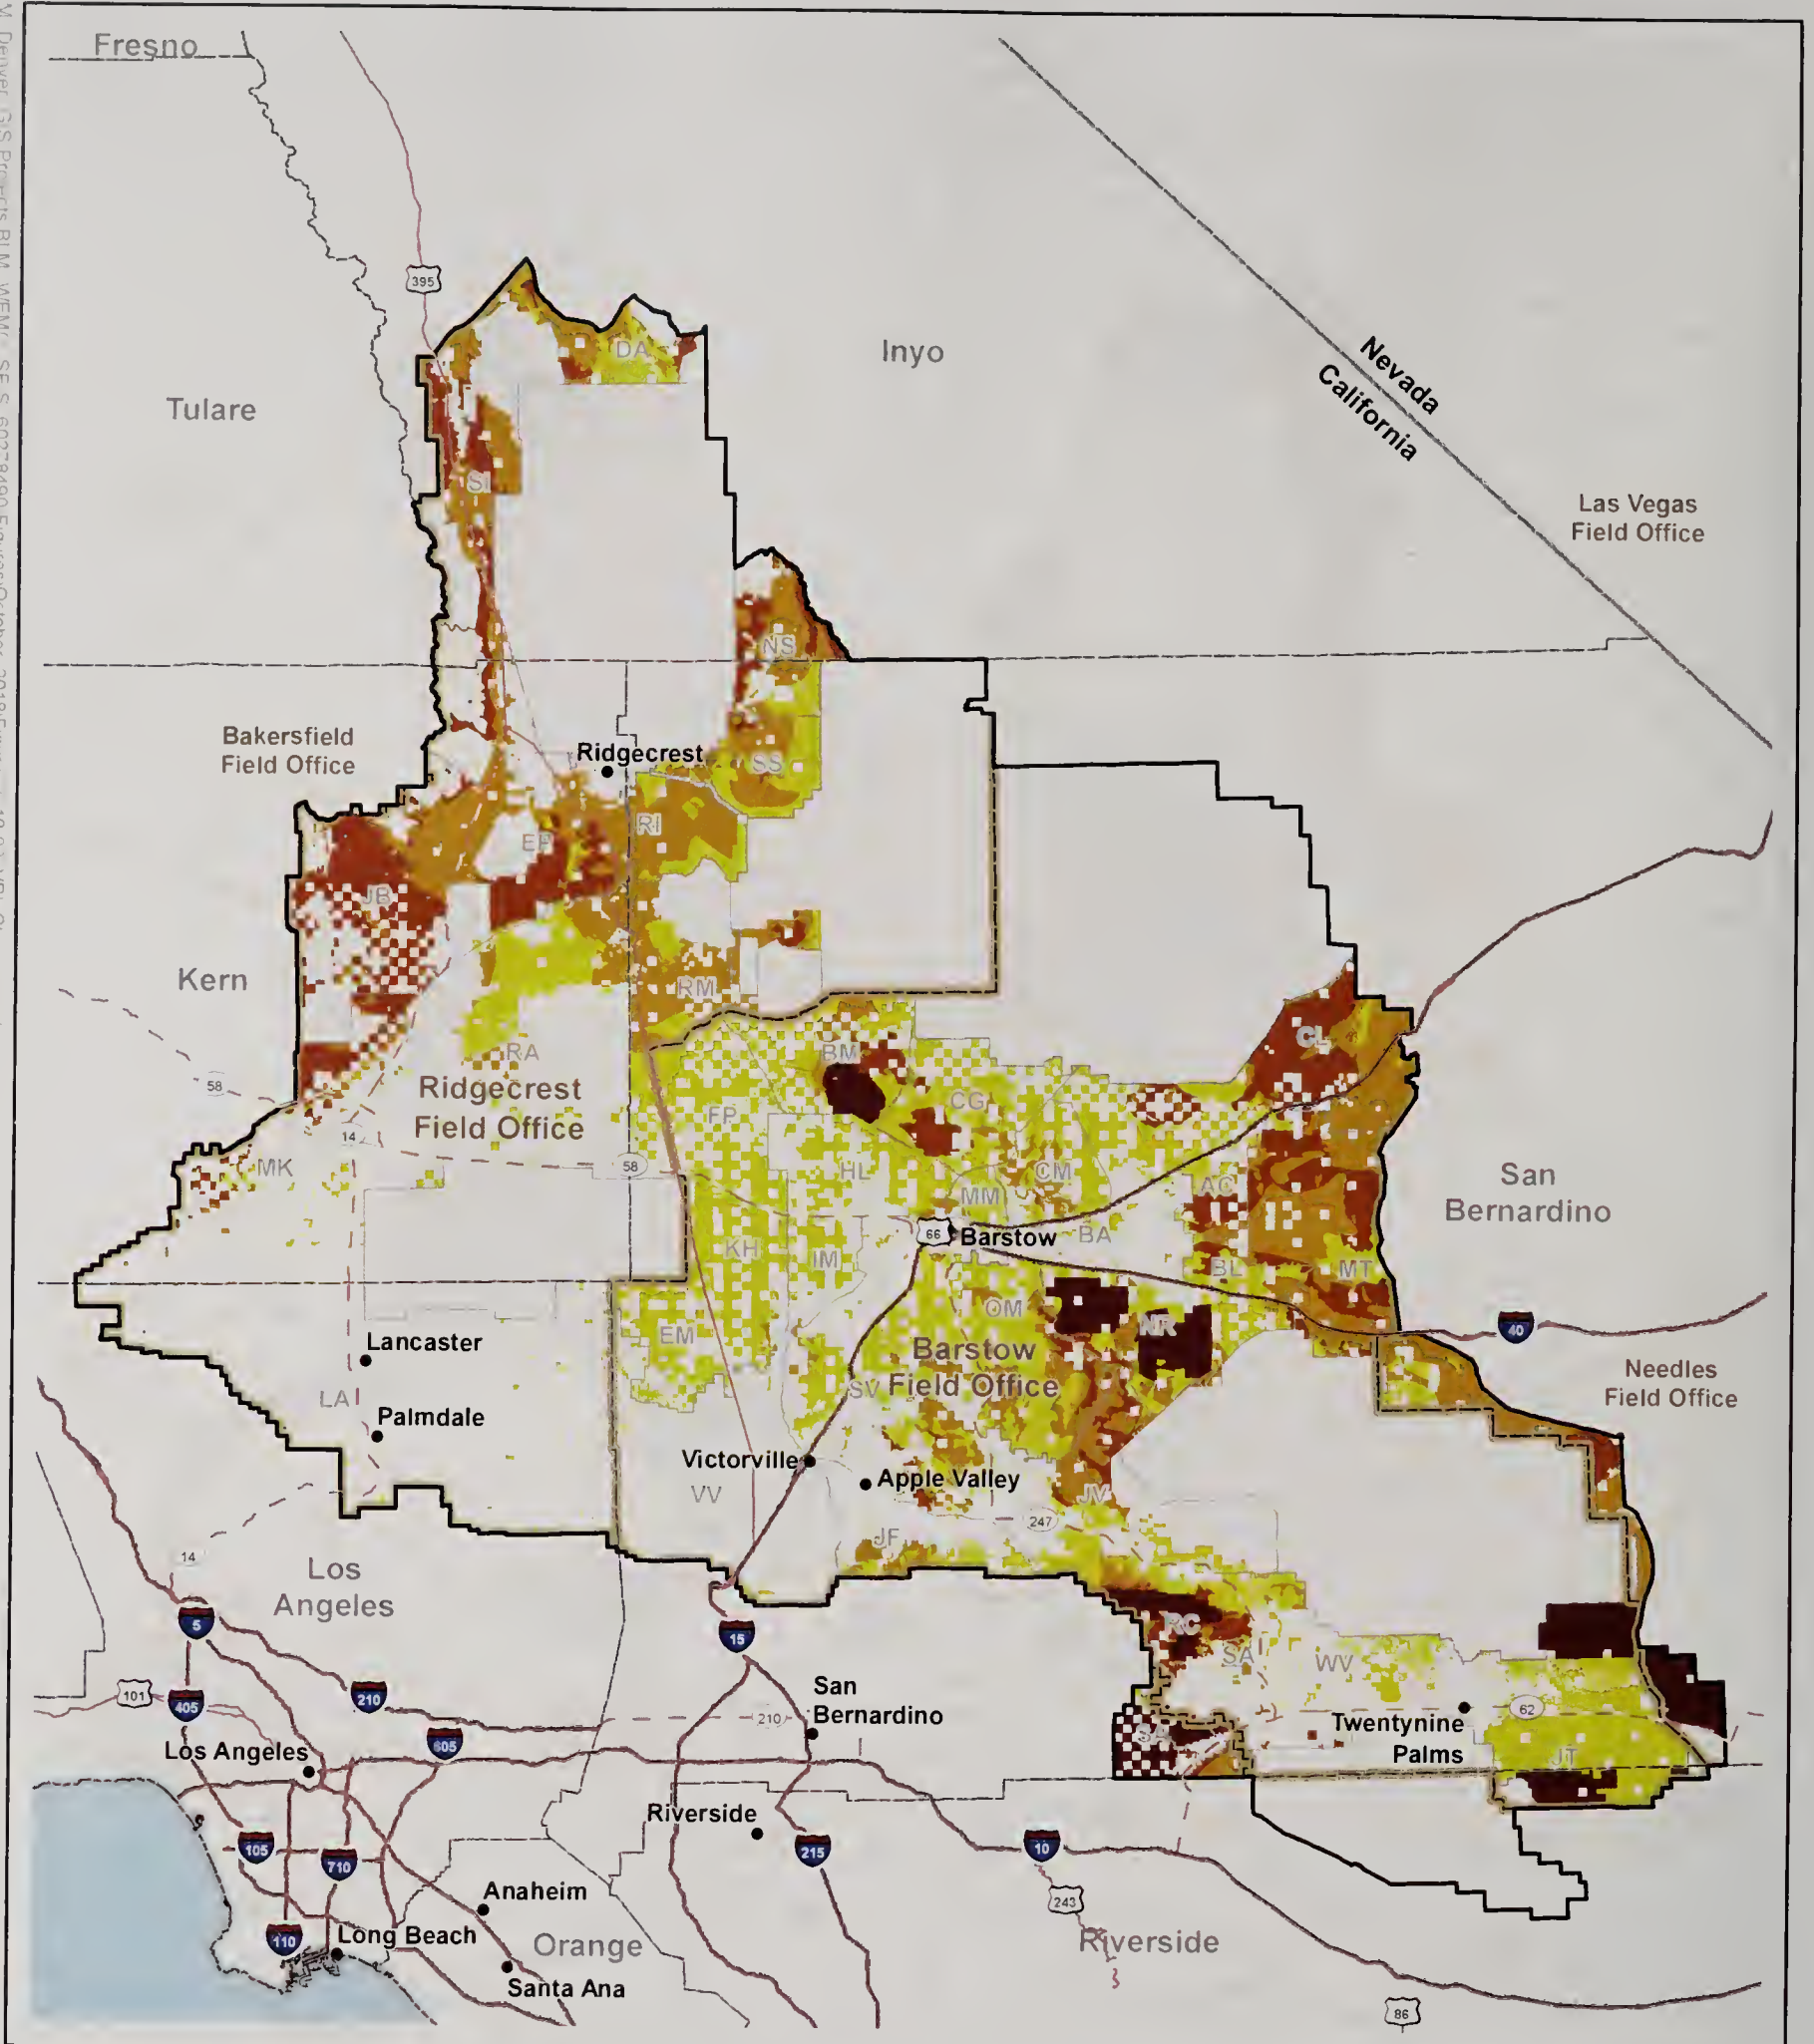 Fresno
395
Inyo
DA
Nevada
California
Tulare
SI
Las Vegas
Field Office
NS
Bakersfield
Field Office
Ridgecrest
SS
RI
EP
JB
Kern
RM
CL
BM
RA
58
Ridgecrest
Field Office
FP
CG
14
MK
58
HL
CM
MM
AC
San
Bernardino
66
Barstow
BA
KH
IM
BL
MT
OM
NR
40
EM
Lancaster
Barstow
Field Office
SV
Needles
Field Office
LA
Palmdale
Victorville
Apple Valley
VV
JV
247
JF
14
Los
Angeles
5
15
RC
SA
WV
101
405
210
San
Bernardino
210
62
Twentynine
Palms
605
Los Angeles
SA
JT
Riverside
105
710
215
10
Anaheim
243
110
Long Beach
Orange
Riverside
Santa Ana
86